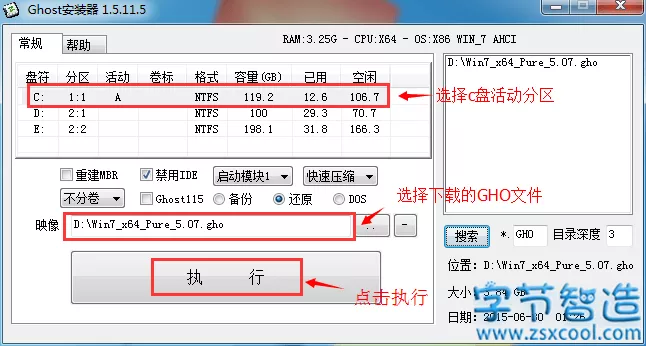 Ghost安装器 1.5.11.5
常规
帮助
RAM:3.25G - CPU:X64 - OS:X86 WIN_7 AHCI
盘符 分区 活动 卷标 格式 容量(GB) 已用 空闲
C: 1:1 A NTFS 119.2 12.6 106.7
D: 2:1 NTFS 100 29.3 70.7
E: 2:2 NTFS 198.1 31.8 166.3
选择c盘活动分区
D:\Win7_x64_Pure_5.07.gho
重建MBR 禁用IDE 启动模块1 快速压缩
不分卷 Ghost115 备份 还原 DOS
选择下载的GHO文件
映像 D:\Win7_x64_Pure_5.07.gho .. -
搜索 *. GHO 目录深度 3
执 行
点击执行
位置: D:\Win7_x64_Pure_5.07.gho
大小: 3.84 GB
日期: 2015-06-30
字节智造
www.zsxcool.com